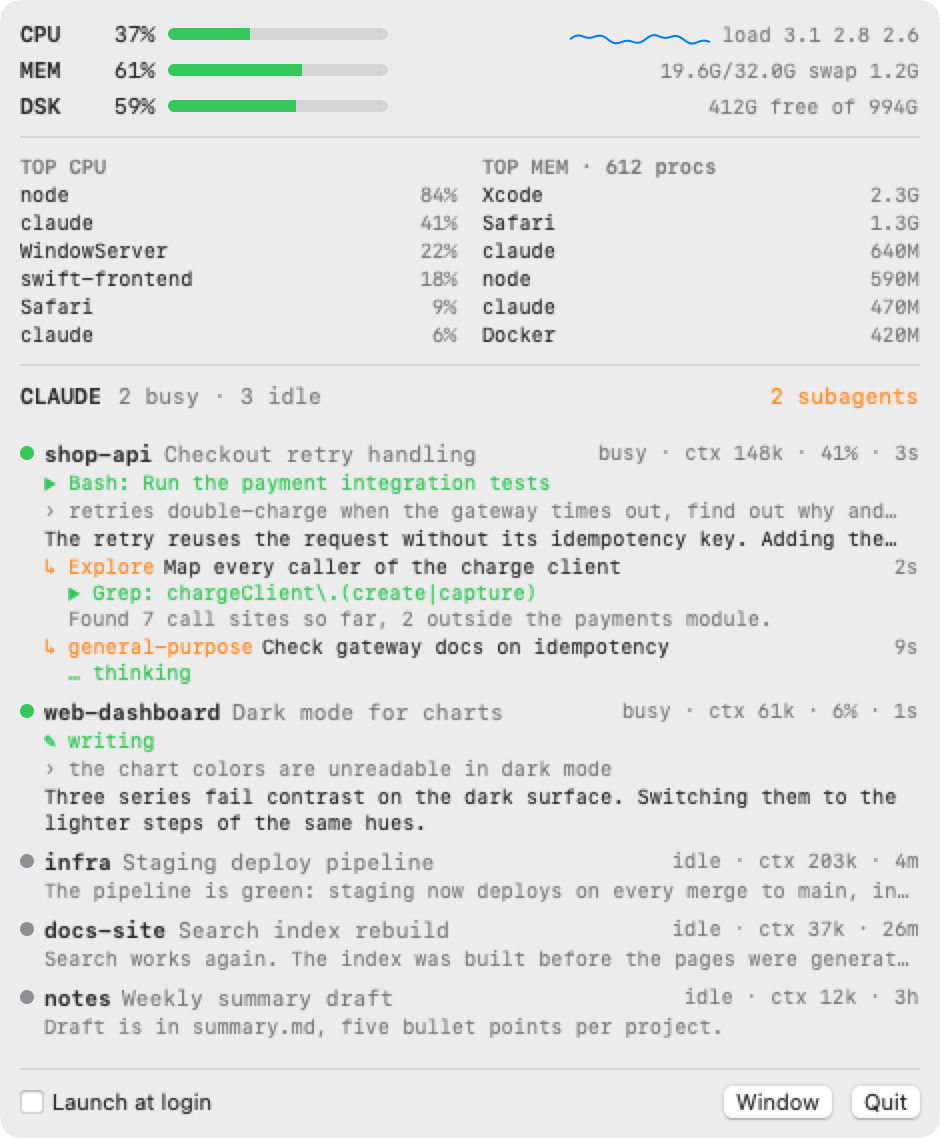 CPU 37% load 3.1 2.8 2.6
MEM 61% 19.6G/32.0G swap 1.2G
DSK 59% 412G free of 994G
TOP CPU TOP MEM · 612 procs
node 84% Xcode 2.3G
claude 41% Safari 1.3G
WindowServer 22% claude 640M
swift-frontend 18% node 590M
Safari 9% claude 470M
claude 6% Docker 420M
CLAUDE 2 busy · 3 idle 2 subagents
shop-api Checkout retry handling busy · ctx 148k · 41% · 3s
▶ Bash: Run the payment integration tests
› retries double-charge when the gateway times out, find out why and…
The retry reuses the request without its idempotency key. Adding the…
↳ Explore Map every caller of the charge client 2s
▶ Grep: chargeClient\.(create|capture)
Found 7 call sites so far, 2 outside the payments module.
↳ general-purpose Check gateway docs on idempotency 9s
… thinking
web-dashboard Dark mode for charts busy · ctx 61k · 6% · 1s
✎ writing
› the chart colors are unreadable in dark mode
Three series fail contrast on the dark surface. Switching them to the
lighter steps of the same hues.
infra Staging deploy pipeline idle · ctx 203k · 4m
The pipeline is green: staging now deploys on every merge to main, in…
docs-site Search index rebuild idle · ctx 37k · 26m
Search works again. The index was built before the pages were generat…
notes Weekly summary draft idle · ctx 12k · 3h
Draft is in summary.md, five bullet points per project.
Launch at login Window Quit